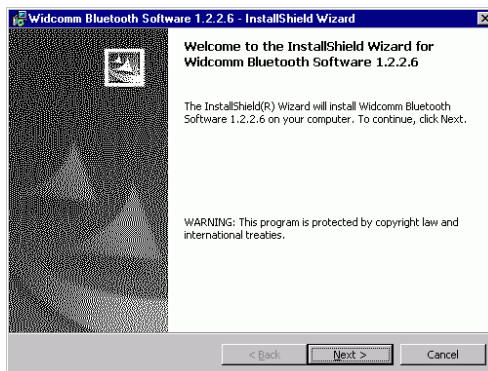 Widcomm Bluetooth Software 1.2.2.6 - InstallShield Wizard
Welcome to the InstallShield Wizard for
Widcomm Bluetooth Software 1.2.2.6
The InstallShield(R) Wizard will install Widcomm Bluetooth
Software 1.2.2.6 on your computer. To continue, click Next.
WARNING: This program is protected by copyright law and
international treaties.
< Back Next > Cancel